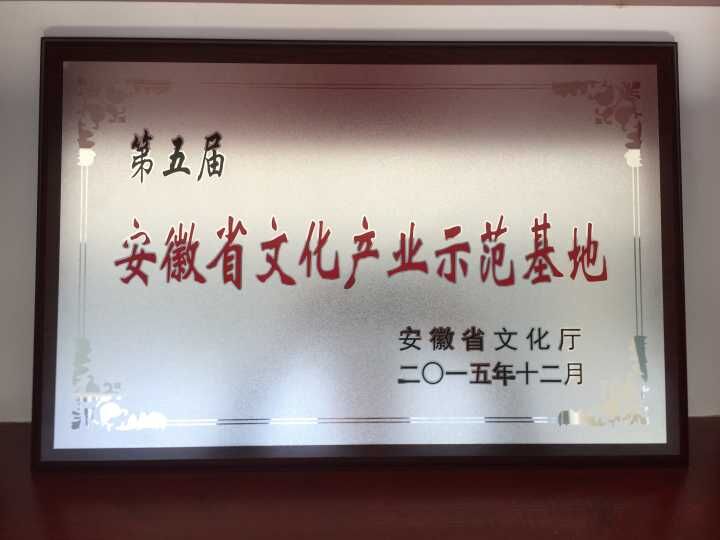 第五届
安徽省文化产业示范基地
安徽省文化厅
二〇一五年十二月